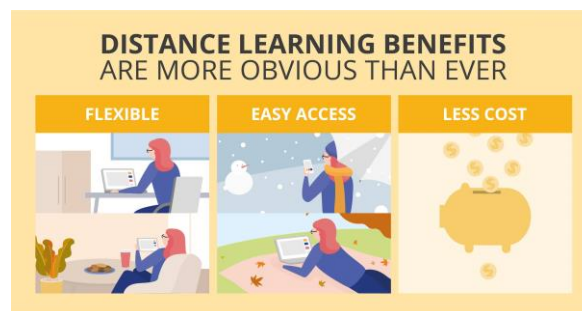 DISTANCE LEARNING BENEFITS
ARE MORE OBVIOUS THAN EVER
FLEXIBLE
EASY ACCESS
LESS COST